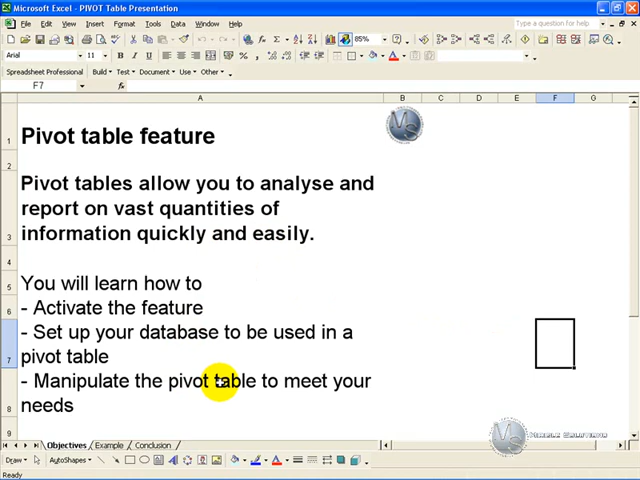 Microsoft Excel - PIVOT Table Presentation
File Edit View Insert Format Tools Data Window Help
Type a question for help
85%
Arial 11
Spreadsheet Professional Build Test Document Use Other
F7
A B C D E F G
1 Pivot table feature
2
Pivot tables allow you to analyse and
report on vast quantities of
3 information quickly and easily.
4
5 You will learn how to
6 - Activate the feature
- Set up your database to be used in a
7 pivot table
- Manipulate the pivot table to meet your
8 needs
9
Objectives Example Conclusion
Draw AutoShapes
Ready